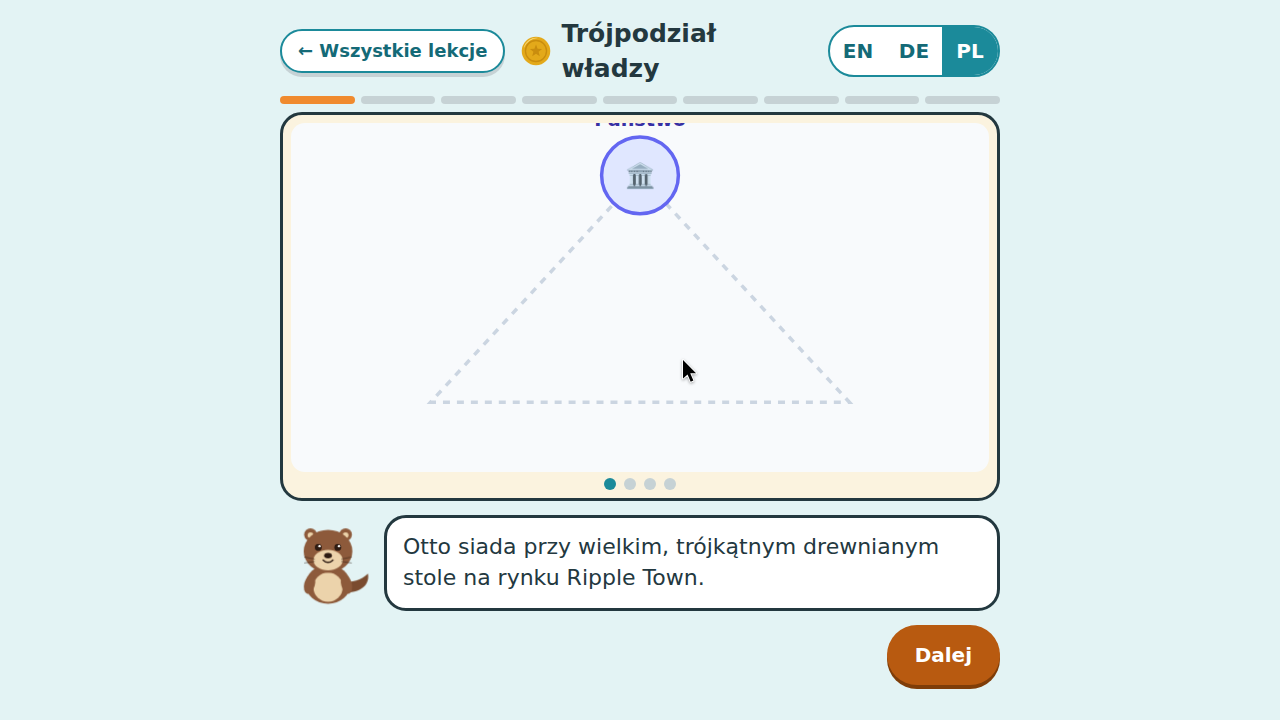 ← Wszystkie lekcje
Trójpodział
władzy
EN DE PL
Państwo
Otto siada przy wielkim, trójkątnym drewnianym
stole na rynku Ripple Town.
Dalej